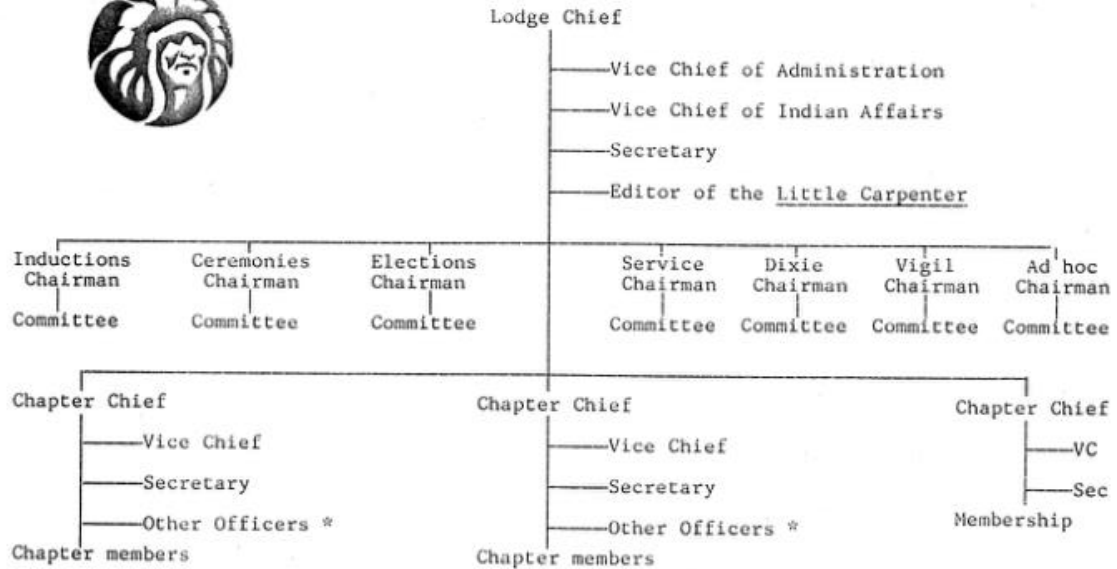 Lodge Chief
Vice Chief of Administration
Vice Chief of Indian Affairs
Secretary
Editor of the Little Carpenter
Inductions Ceremonies Elections Service Dixie Vigil Ad hoc
Chairman Chairman Chairman Chairman Chairman Chairman Chairman
Committee Committee Committee Committee Committee Committee Committee
Chapter Chief Chapter Chief Chapter Chief
Vice Chief Vice Chief VC
Secretary Secretary Sec
Other Officers * Other Officers * Membership
Chapter members Chapter members